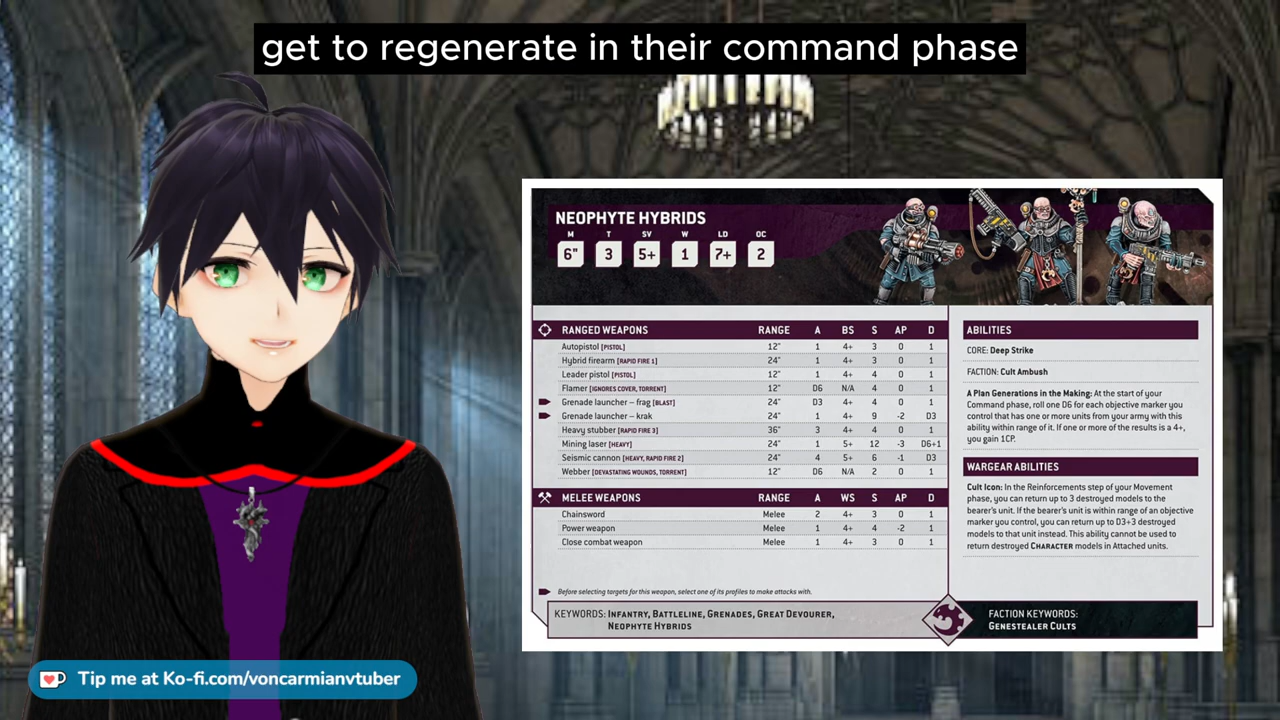 get to regenerate in their command phase
NEOPHYTE HYBRIDS
M T SV W LD OC
6" 3 5+ 1 7+ 2
RANGED WEAPONS RANGE A BS S AP D
Autopistol [PISTOL] 12" 1 4+ 3 0 1
Hybrid firearm [RAPID FIRE 1] 24" 1 4+ 3 0 1
Leader pistol [PISTOL] 12" 1 4+ 4 0 1
Flamer [IGNORES COVER, TORRENT] 12" D6 N/A 4 0 1
Grenade launcher – frag [BLAST] 24" D3 4+ 4 0 1
Grenade launcher – krak 24" 1 4+ 9 -2 D3
Heavy stubber [RAPID FIRE 3] 36" 3 4+ 4 0 1
Mining laser [HEAVY] 24" 1 5+ 12 -3 D6+1
Seismic cannon [HEAVY, RAPID FIRE 2] 24" 4 5+ 6 -1 D3
Webber [DEVASTATING WOUNDS, TORRENT] 12" D6 N/A 2 0 1
MELEE WEAPONS RANGE A WS S AP D
Chainsword Melee 2 4+ 3 0 1
Power weapon Melee 1 4+ 4 -2 1
Close combat weapon Melee 1 4+ 3 0 1
Before selecting targets for this weapon, select one of its profiles to make attacks with.
ABILITIES
CORE: Deep Strike
FACTION: Cult Ambush
A Plan Generations in the Making: At the start of your
Command phase, roll one D6 for each objective marker you
control that has one or more units from your army with this
ability within range of it. If one or more of the results is a 4+,
you gain 1CP.
WARGEAR ABILITIES
Cult Icon: In the Reinforcements step of your Movement
phase, you can return up to 3 destroyed models to the
bearer's unit. If the bearer's unit is within range of an objective
marker you control, you can return up to D3+3 destroyed
models to that unit instead. This ability cannot be used to
return destroyed CHARACTER models in Attached units.
KEYWORDS: INFANTRY, BATTLELINE, GRENADES, GREAT DEVOURER,
NEOPHYTE HYBRIDS
FACTION KEYWORDS:
GENESTEALER CULTS
Tip me at Ko-fi.com/voncarmianvtuber